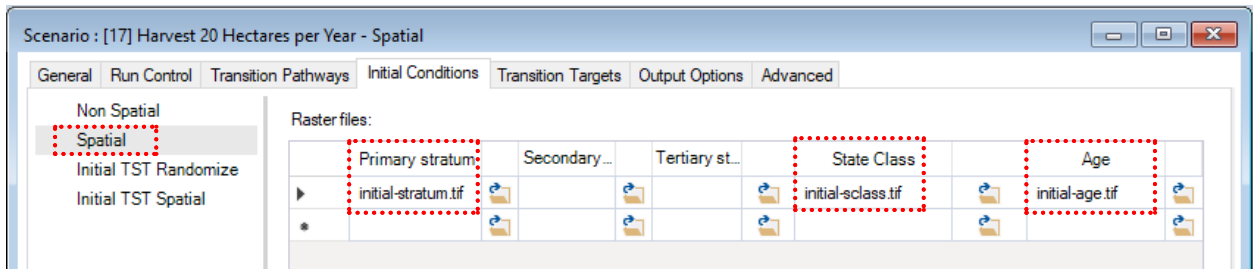 Scenario : [17] Harvest 20 Hectares per Year - Spatial
General Run Control Transition Pathways Initial Conditions Transition Targets Output Options Advanced
Non Spatial
Spatial
Initial TST Randomize
Initial TST Spatial
Raster files:
Primary stratum Secondary ... Tertiary st... State Class Age
initial-stratum.tif initial-sclass.tif initial-age.tif